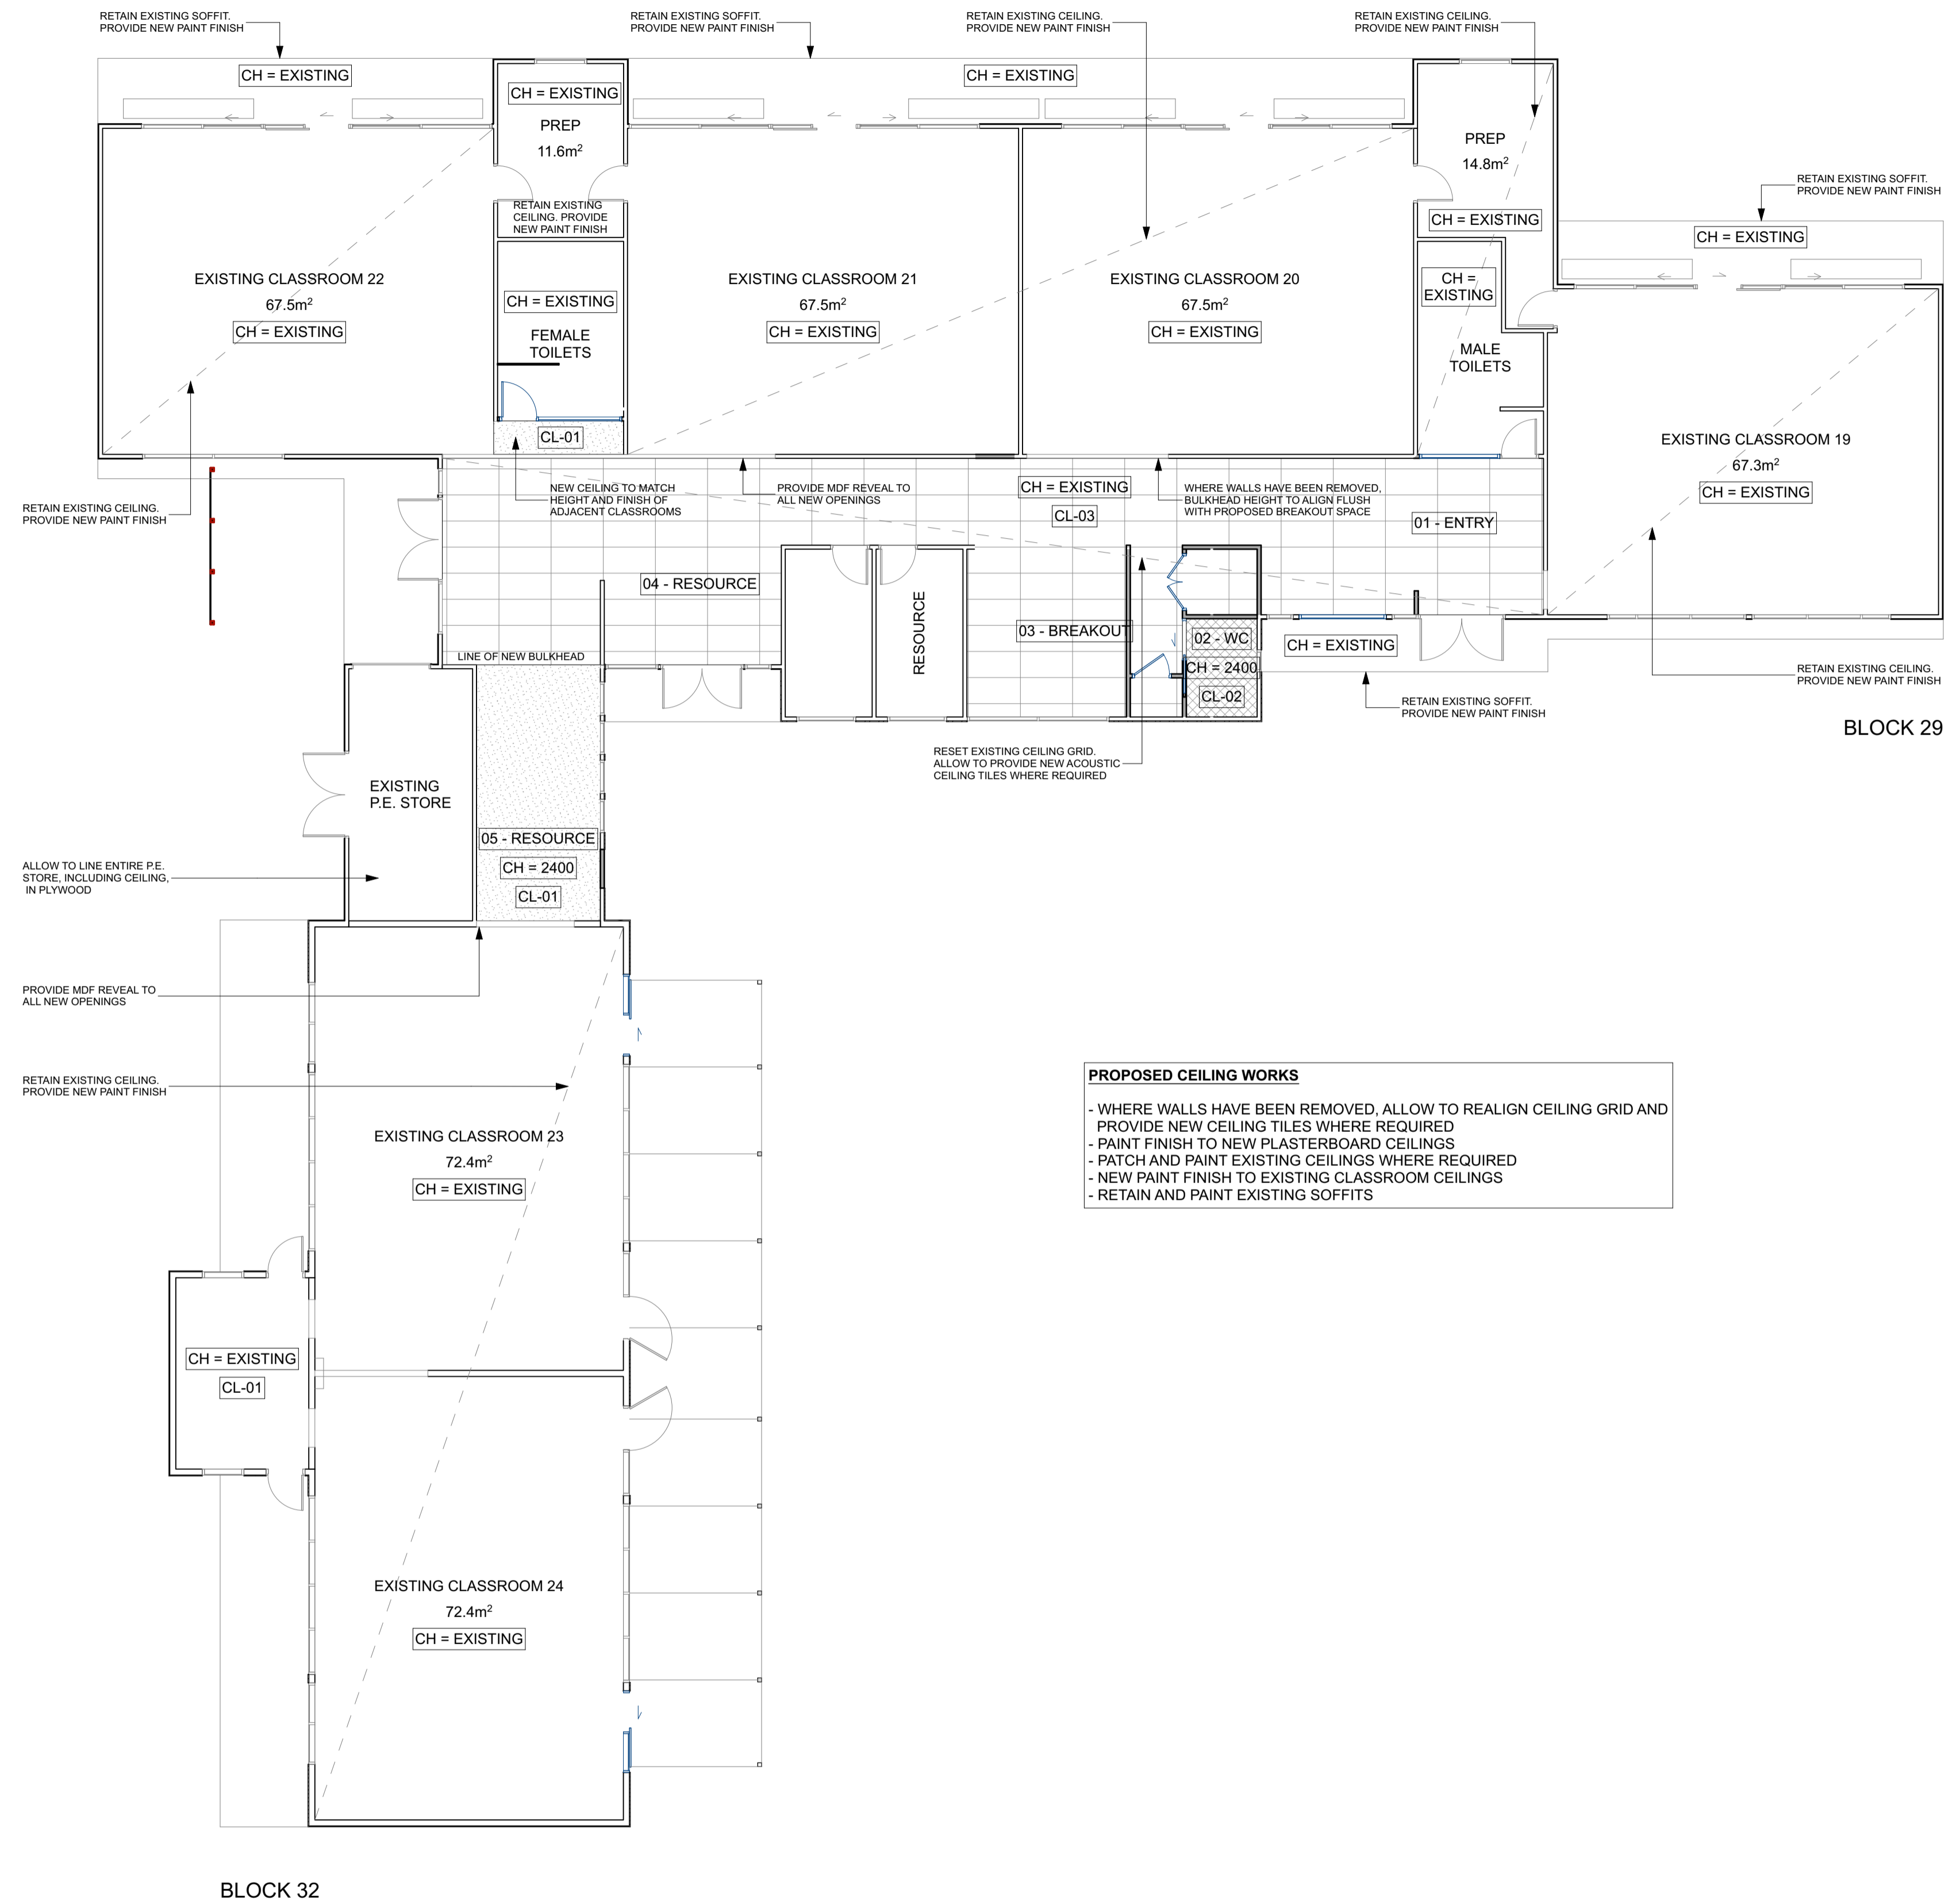 RETAIN EXISTING SOFFIT.
PROVIDE NEW PAINT FINISH
RETAIN EXISTING SOFFIT.
PROVIDE NEW PAINT FINISH
RETAIN EXISTING CEILING.
PROVIDE NEW PAINT FINISH
RETAIN EXISTING CEILING.
PROVIDE NEW PAINT FINISH
CH = EXISTING
CH = EXISTING
PREP
11.6m²
RETAIN EXISTING
CEILING. PROVIDE
NEW PAINT FINISH
CH = EXISTING
PREP
14.8m²
CH = EXISTING
RETAIN EXISTING SOFFIT.
PROVIDE NEW PAINT FINISH
CH = EXISTING
EXISTING CLASSROOM 22
67.5m²
CH = EXISTING
CH = EXISTING
FEMALE
TOILETS
CL-01
EXISTING CLASSROOM 21
67.5m²
CH = EXISTING
EXISTING CLASSROOM 20
67.5m²
CH = EXISTING
CH =
EXISTING
MALE
TOILETS
EXISTING CLASSROOM 19
67.3m²
CH = EXISTING
RETAIN EXISTING CEILING.
PROVIDE NEW PAINT FINISH
NEW CEILING TO MATCH
HEIGHT AND FINISH OF
ADJACENT CLASSROOMS
PROVIDE MDF REVEAL TO
ALL NEW OPENINGS
CH = EXISTING
CL-03
WHERE WALLS HAVE BEEN REMOVED,
BULKHEAD HEIGHT TO ALIGN FLUSH
WITH PROPOSED BREAKOUT SPACE
01 - ENTRY
04 - RESOURCE
RESOURCE
03 - BREAKOUT
02 - WC
CH = 2400
CL-02
CH = EXISTING
LINE OF NEW BULKHEAD
RETAIN EXISTING CEILING.
PROVIDE NEW PAINT FINISH
RETAIN EXISTING SOFFIT.
PROVIDE NEW PAINT FINISH
BLOCK 29
RESET EXISTING CEILING GRID.
ALLOW TO PROVIDE NEW ACOUSTIC
CEILING TILES WHERE REQUIRED
EXISTING
P.E. STORE
05 - RESOURCE
CH = 2400
CL-01
ALLOW TO LINE ENTIRE P.E.
STORE, INCLUDING CEILING,
IN PLYWOOD
PROVIDE MDF REVEAL TO
ALL NEW OPENINGS
RETAIN EXISTING CEILING.
PROVIDE NEW PAINT FINISH
PROPOSED CEILING WORKS
- WHERE WALLS HAVE BEEN REMOVED, ALLOW TO REALIGN CEILING GRID AND
PROVIDE NEW CEILING TILES WHERE REQUIRED
- PAINT FINISH TO NEW PLASTERBOARD CEILINGS
- PATCH AND PAINT EXISTING CEILINGS WHERE REQUIRED
- NEW PAINT FINISH TO EXISTING CLASSROOM CEILINGS
- RETAIN AND PAINT EXISTING SOFFITS
EXISTING CLASSROOM 23
72.4m²
CH = EXISTING
CH = EXISTING
CL-01
EXISTING CLASSROOM 24
72.4m²
CH = EXISTING
BLOCK 32